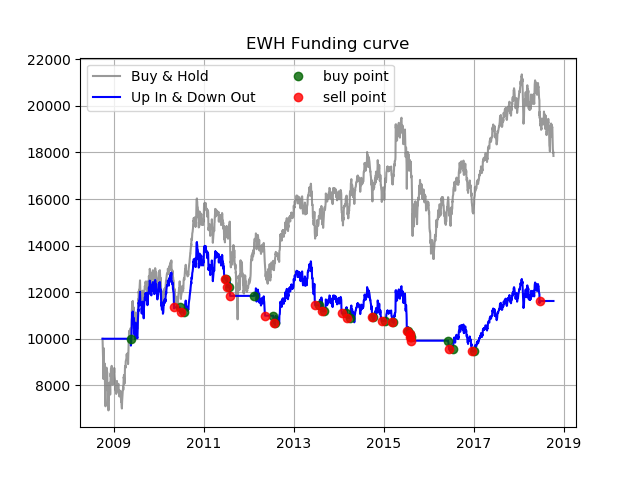 EWH Funding curve
Buy & Hold
Up In & Down Out
buy point
sell point
22000
20000
18000
16000
14000
12000
10000
8000
2009 2011 2013 2015 2017 2019